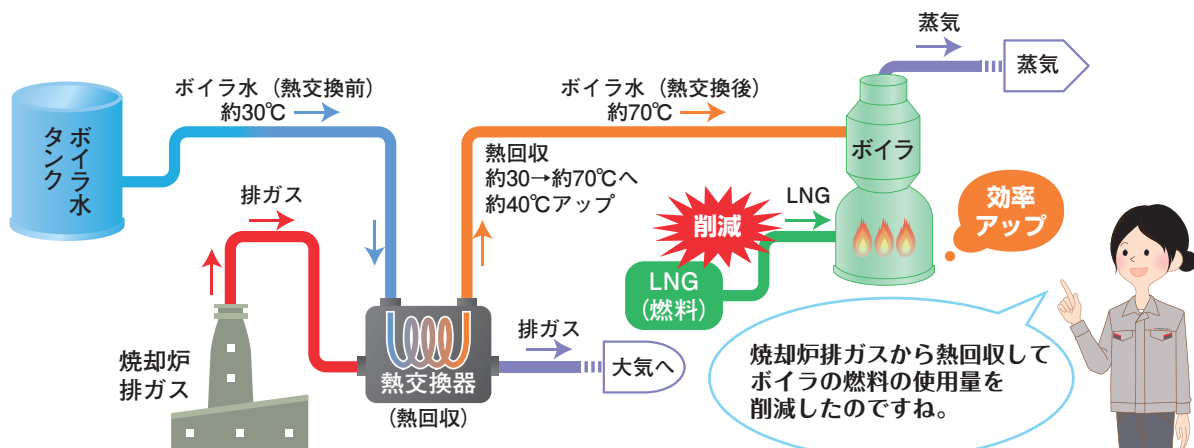 ボイラ水
タンク
ボイラ水（熱交換前）
約30℃
排ガス
焼却炉
排ガス
熱交換器
（熱回収）
排ガス
大気へ
ボイラ水（熱交換後）
約70℃
熱回収
約30→約70℃へ
約40℃アップ
削減
LNG
LNG
（燃料）
ボイラ
蒸気
蒸気
効率
アップ
焼却炉排ガスから熱回収して
ボイラの燃料の使用量を
削減したのですね。